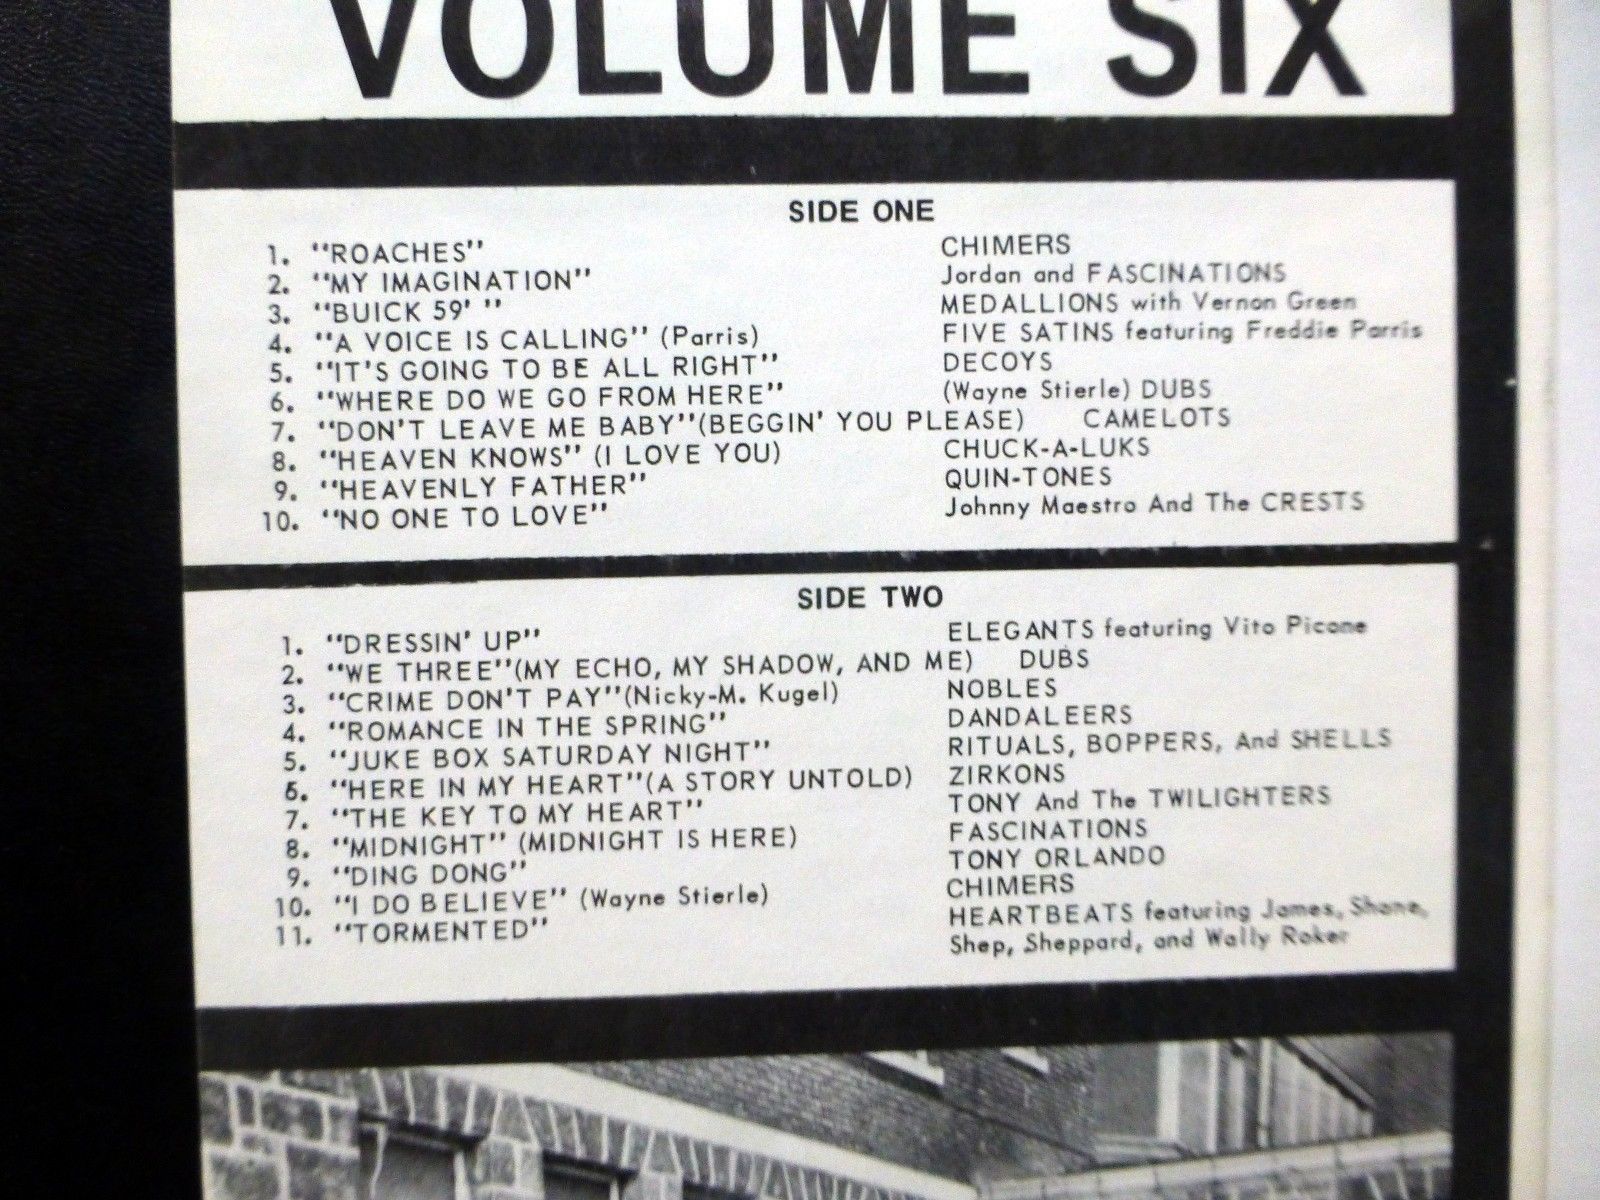 VOLUME SIX
SIDE ONE
1. "ROACHES" CHIMERS
2. "MY IMAGINATION" Jordan and FASCINATIONS
3. "BUICK 59' " MEDALLIONS with Vernon Green
4. "A VOICE IS CALLING" (Parris) FIVE SATINS featuring Freddie Parris
5. "IT'S GOING TO BE ALL RIGHT" DECOYS
6. "WHERE DO WE GO FROM HERE" (Wayne Stierle) DUBS
7. "DON'T LEAVE ME BABY"(BEGGIN' YOU PLEASE) CAMELOTS
8. "HEAVEN KNOWS" (I LOVE YOU) CHUCK-A-LUKS
9. "HEAVENLY FATHER" QUIN-TONES
10. "NO ONE TO LOVE" Johnny Maestro And The CRESTS
SIDE TWO
1. "DRESSIN' UP" ELEGANTS featuring Vito Picone
2. "WE THREE"(MY ECHO, MY SHADOW, AND ME) DUBS
3. "CRIME DON'T PAY"(Nicky-M. Kugel) NOBLES
4. "ROMANCE IN THE SPRING" DANDALEERS
5. "JUKE BOX SATURDAY NIGHT" RITUALS, BOPPERS, And SHELLS
6. "HERE IN MY HEART"(A STORY UNTOLD) ZIRKONS
7. "THE KEY TO MY HEART" TONY And The TWILIGHTERS
8. "MIDNIGHT" (MIDNIGHT IS HERE) FASCINATIONS
9. "DING DONG" TONY ORLANDO
10. "I DO BELIEVE" (Wayne Stierle) CHIMERS
11. "TORMENTED" HEARTBEATS featuring James, Shane,
Shep, Sheppard, and Wally Roker